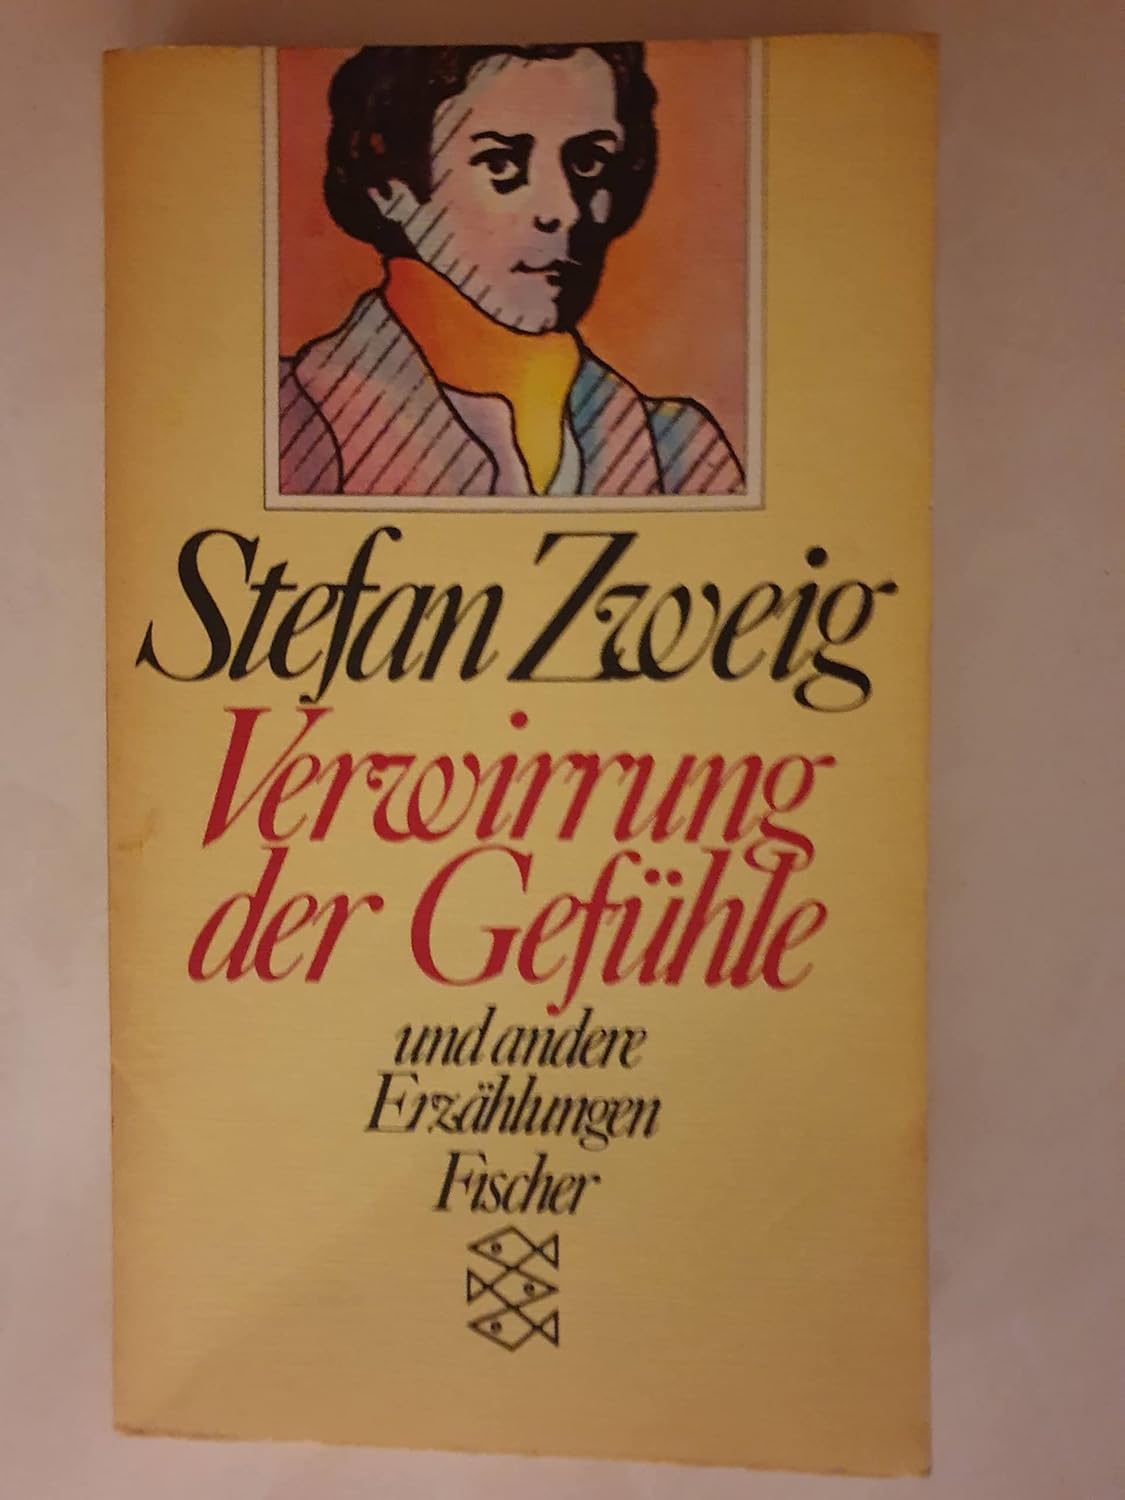 Stefan Zweig
Verwirrung
der Gefühle
und andere
Erzählungen
Fischer